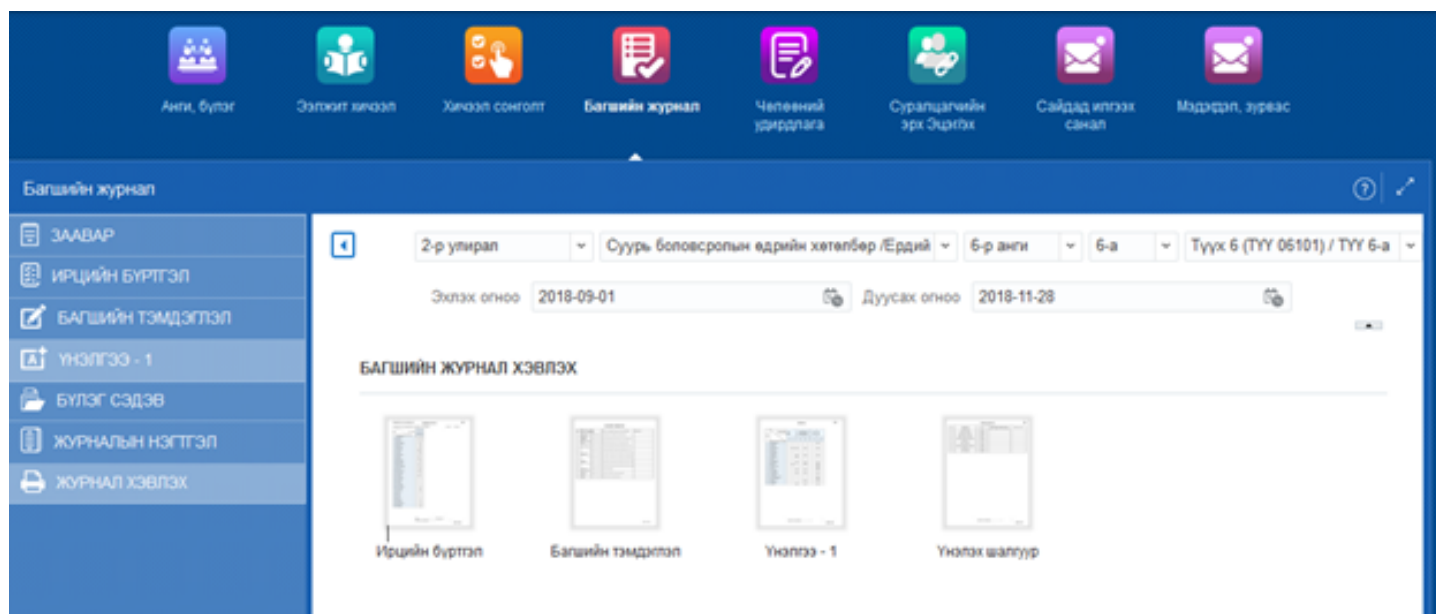 Анги, бүлэг
Ээлжит хичээл
Хичээл сонголт
Багшийн журнал
Чөлөөний
удирдлага
Суралцагчийн
эрх
Сайдад илгээх
санал
Мэдэгдэл, зурвас
Багшийн журнал
ЗААВАР
ИРЦИЙН БҮРТГЭЛ
БАГШИЙН ТЭМДЭГЛЭЛ
ҮНЭЛГЭЭ - 1
БҮЛЭГ СЭДЭВ
ЖУРНАЛЫН НЭГТГЭЛ
ЖУРНАЛ ХЭВЛЭХ
2-р улирал
Суурь боловсролын өдрийн хөтөлбөр /Ердий
6-р анги
6-а
Түүх 6 (ТҮҮ 06101) / ТҮҮ 6-а
Эхлэх огноо 2018-09-01
Дуусах огноо 2018-11-28
БАГШИЙН ЖУРНАЛ ХЭВЛЭХ
Ирцийн бүртгэл
Багшийн тэмдэглэл
Үнэлгээ - 1
Үнэлэх шалгуур